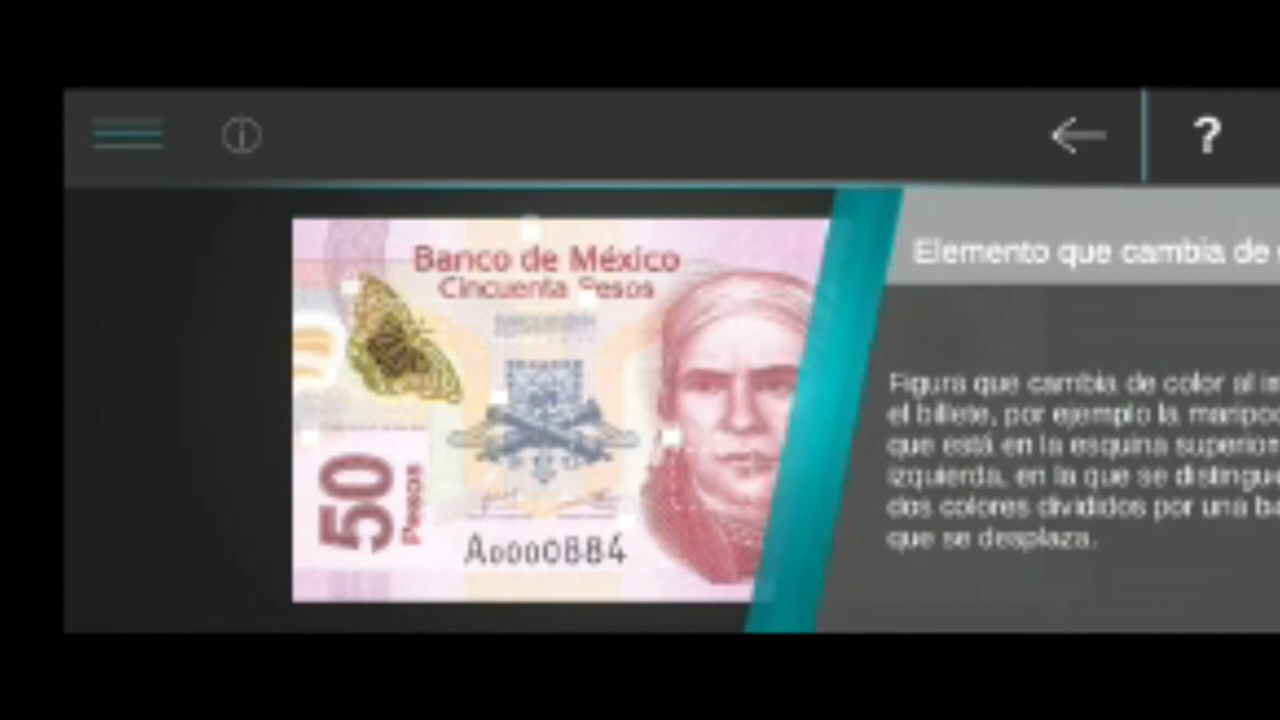 ?
Banco de México
Cincuenta Pesos
50
Pesos
A0000884
Elemento que cambia de
Figura que cambia de color al
el billete, por ejemplo la
que está en la esquina superior
izquierda, en la que se
dos colores divididos por una
que se desplaza.